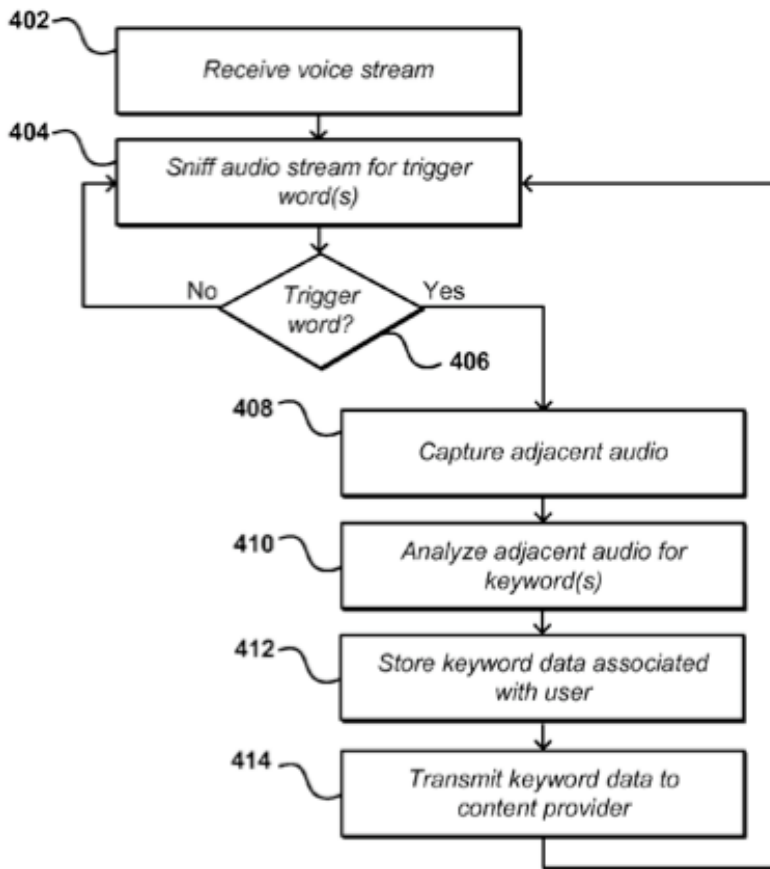 402
Receive voice stream
404
Sniff audio stream for trigger
word(s)
No
Trigger
word?
Yes
406
408
Capture adjacent audio
410
Analyze adjacent audio for
keyword(s)
412
Store keyword data associated
with user
414
Transmit keyword data to
content provider